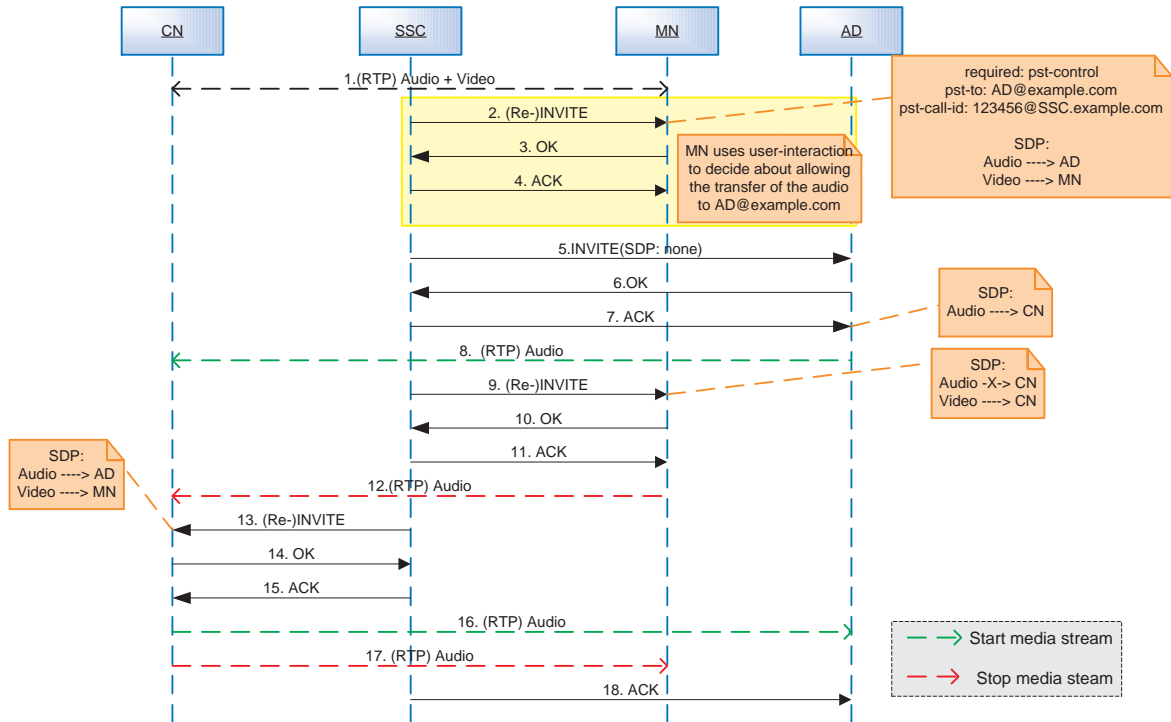 CN
SSC
MN
AD
1.(RTP) Audio + Video
required: pst-control
pst-to: AD@example.com
pst-call-id: 123456@SSC.example.com
SDP:
Audio ----> AD
Video ----> MN
2. (Re-)INVITE
3. OK
4. ACK
MN uses user-interaction
to decide about allowing
the transfer of the audio
to AD@example.com
5.INVITE(SDP: none)
6.OK
7. ACK
SDP:
Audio ----> CN
8. (RTP) Audio
9. (Re-)INVITE
SDP:
Audio -X-> CN
Video ----> CN
10. OK
11. ACK
SDP:
Audio ----> AD
Video ----> MN
12.(RTP) Audio
13. (Re-)INVITE
14. OK
15. ACK
16. (RTP) Audio
17. (RTP) Audio
18. ACK
Start media stream
Stop media stream